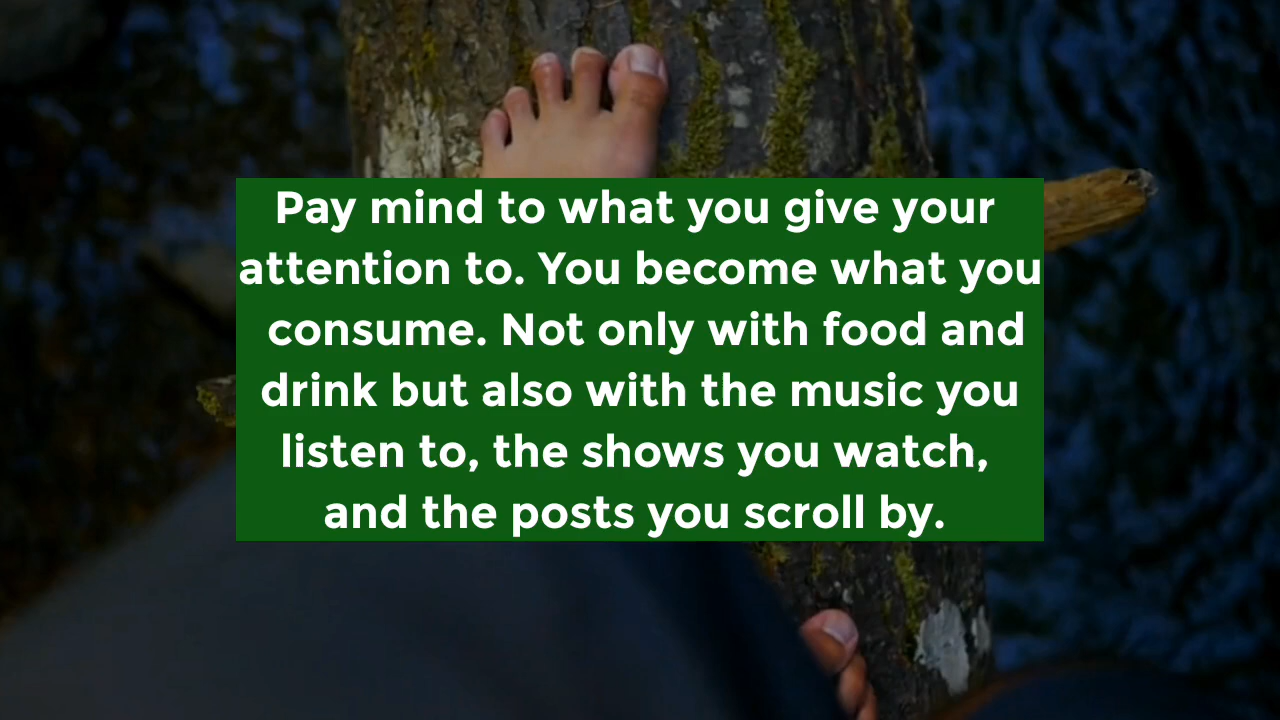 Pay mind to what you give your
attention to. You become what you
consume. Not only with food and
drink but also with the music you
listen to, the shows you watch,
and the posts you scroll by.